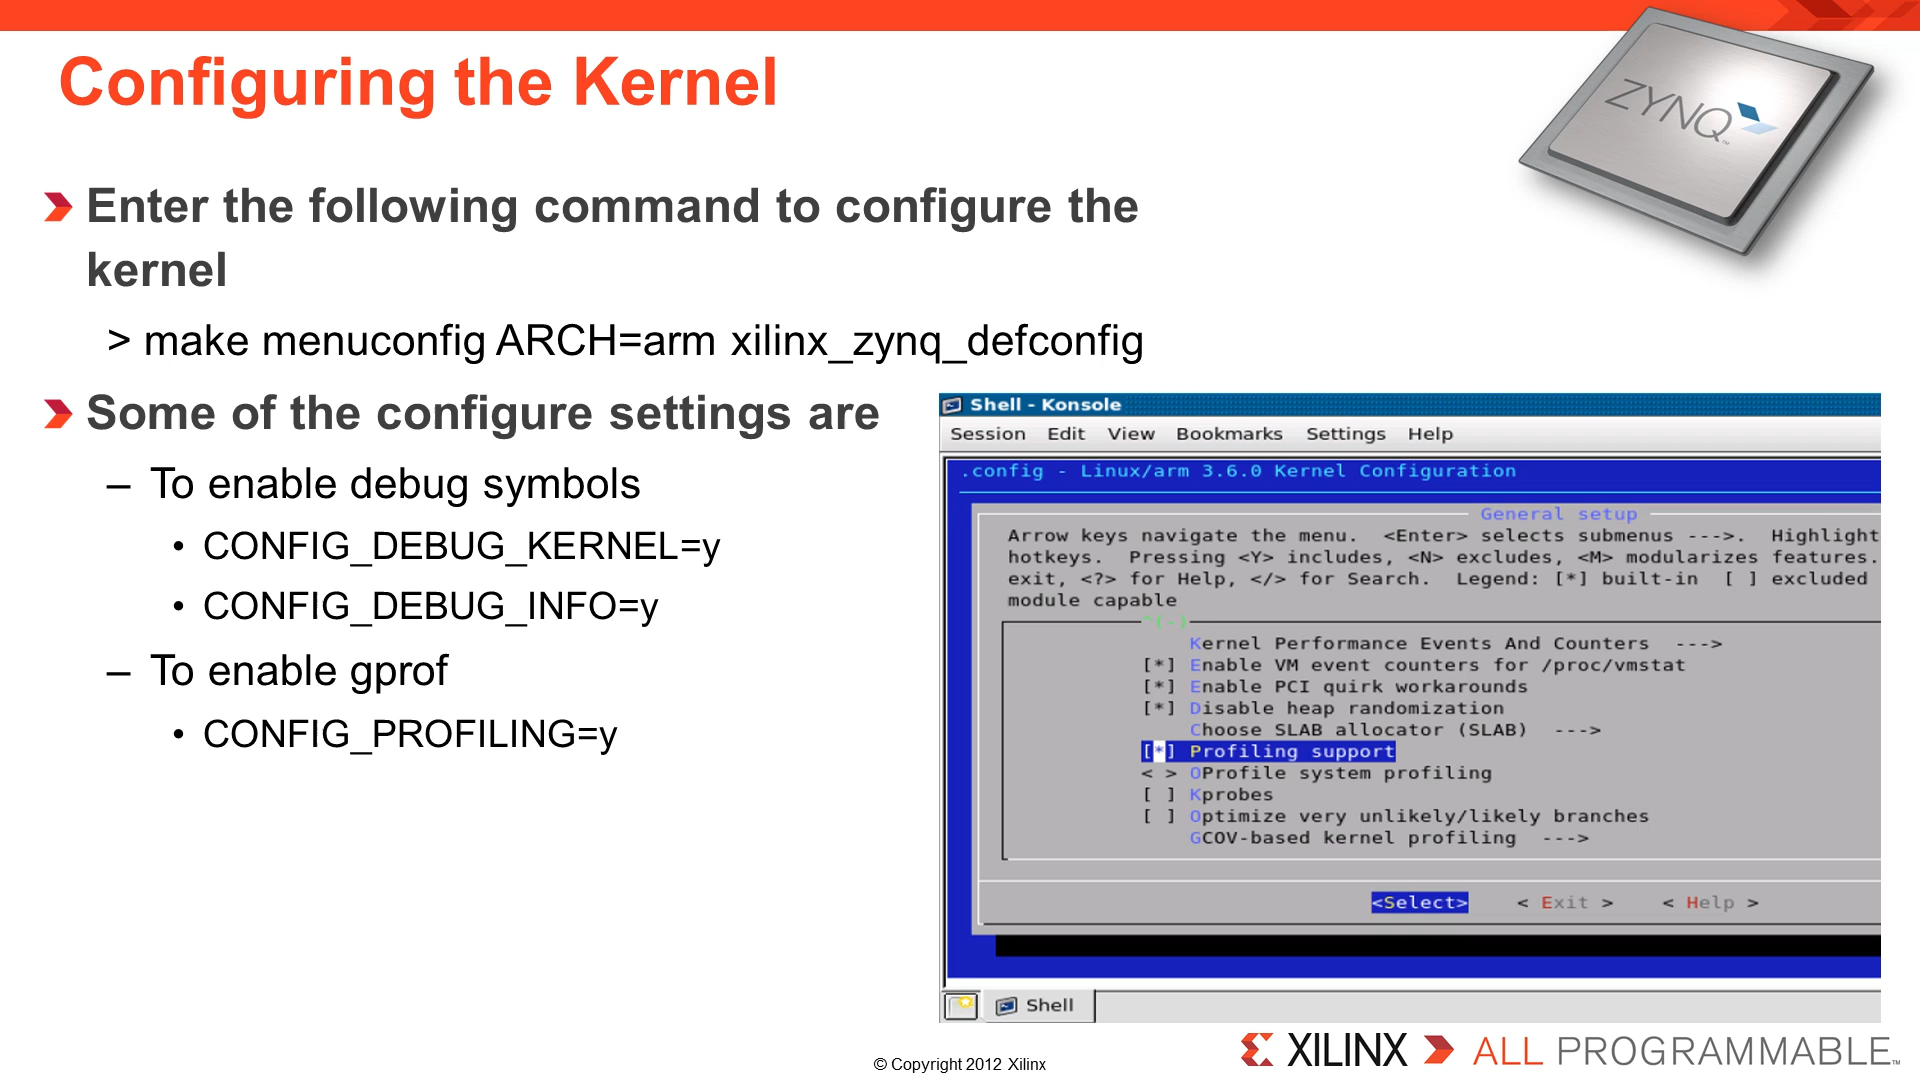 Configuring the Kernel
ZYNQ
Enter the following command to configure the
kernel
> make menuconfig ARCH=arm xilinx_zynq_defconfig
Some of the configure settings are
– To enable debug symbols
• CONFIG_DEBUG_KERNEL=y
• CONFIG_DEBUG_INFO=y
– To enable gprof
• CONFIG_PROFILING=y
Shell - Konsole
Session Edit View Bookmarks Settings Help
.config - Linux/arm 3.6.0 Kernel Configuration
General setup
Arrow keys navigate the menu. <Enter> selects submenus --->. Highlight
hotkeys. Pressing <Y> includes, <N> excludes, <M> modularizes features.
exit, <?> for Help, </> for Search. Legend: [*] built-in [ ] excluded
module capable
^(-)
Kernel Performance Events And Counters --->
[*] Enable VM event counters for /proc/vmstat
[*] Enable PCI quirk workarounds
[*] Disable heap randomization
Choose SLAB allocator (SLAB) --->
[*] Profiling support
< > OProfile system profiling
[ ] Kprobes
[ ] Optimize very unlikely/likely branches
GCOV-based kernel profiling --->
<Select> < Exit > < Help >
Shell
© Copyright 2012 Xilinx
XILINX ALL PROGRAMMABLE™